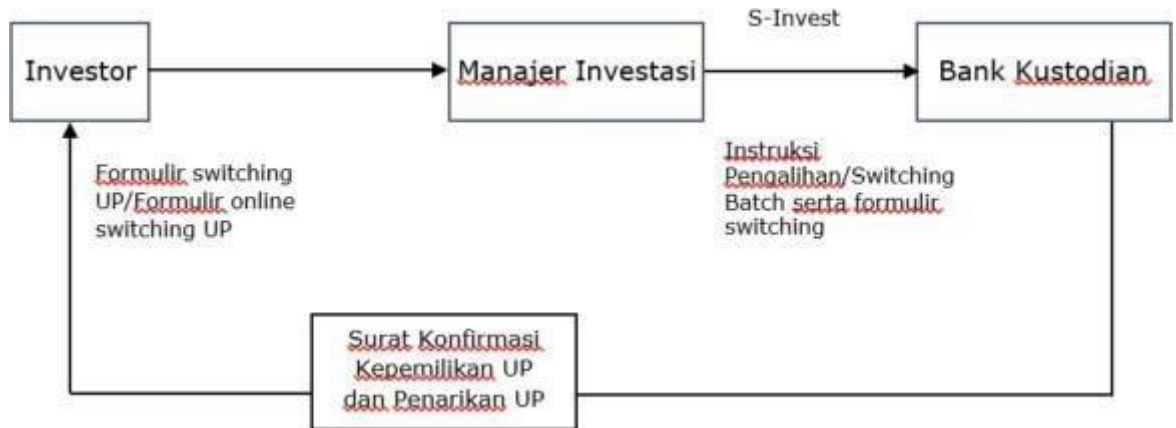 S-Invest
Investor
Manajer Investasi
Bank Kustodian
Formulir switching
UP/Formulir online
switching UP
Instruksi
Pengalihan/Switching
Batch serta formulir
switching
Surat Konfirmasi
Kepemilikan UP
dan Penarikan UP